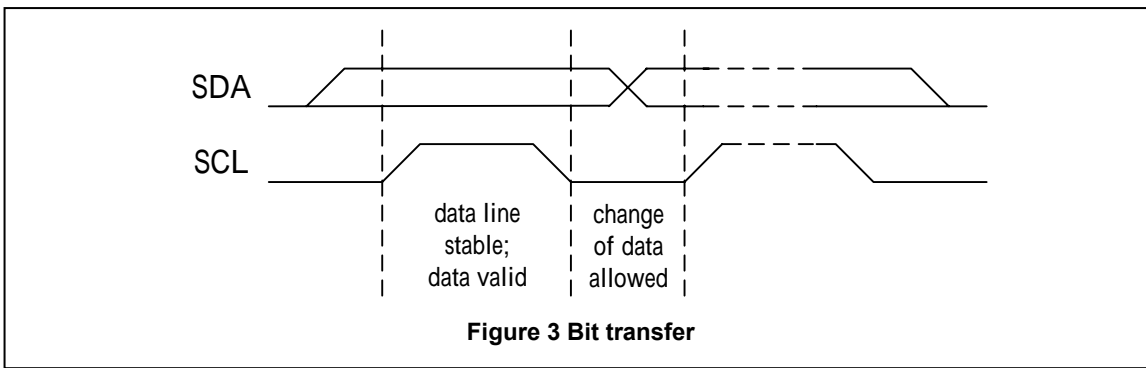 SDA
SCL
data line
stable;
data valid
change
of data
allowed
Figure 3 Bit transfer